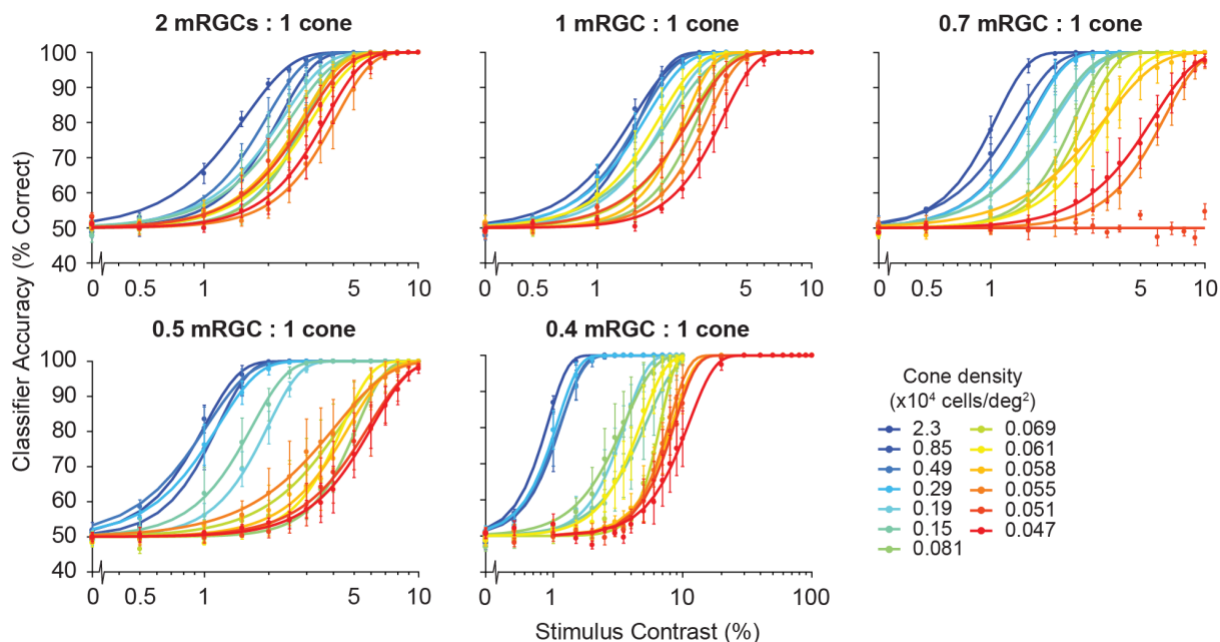 2 mRGCs : 1 cone
1 mRGC : 1 cone
0.7 mRGC : 1 cone
Classifier Accuracy (% Correct)
100
90
80
70
60
50
40
0 0.5 1 5 10
0 0.5 1 5 10
0 0.5 1 5 10
0.5 mRGC : 1 cone
0.4 mRGC : 1 cone
100
90
80
70
60
50
40
0 0.5 1 5 10
0 1 10 100
Stimulus Contrast (%)
Cone density
(x10⁴ cells/deg²)
2.3 0.069
0.85 0.061
0.49 0.058
0.29 0.055
0.19 0.051
0.15 0.047
0.081